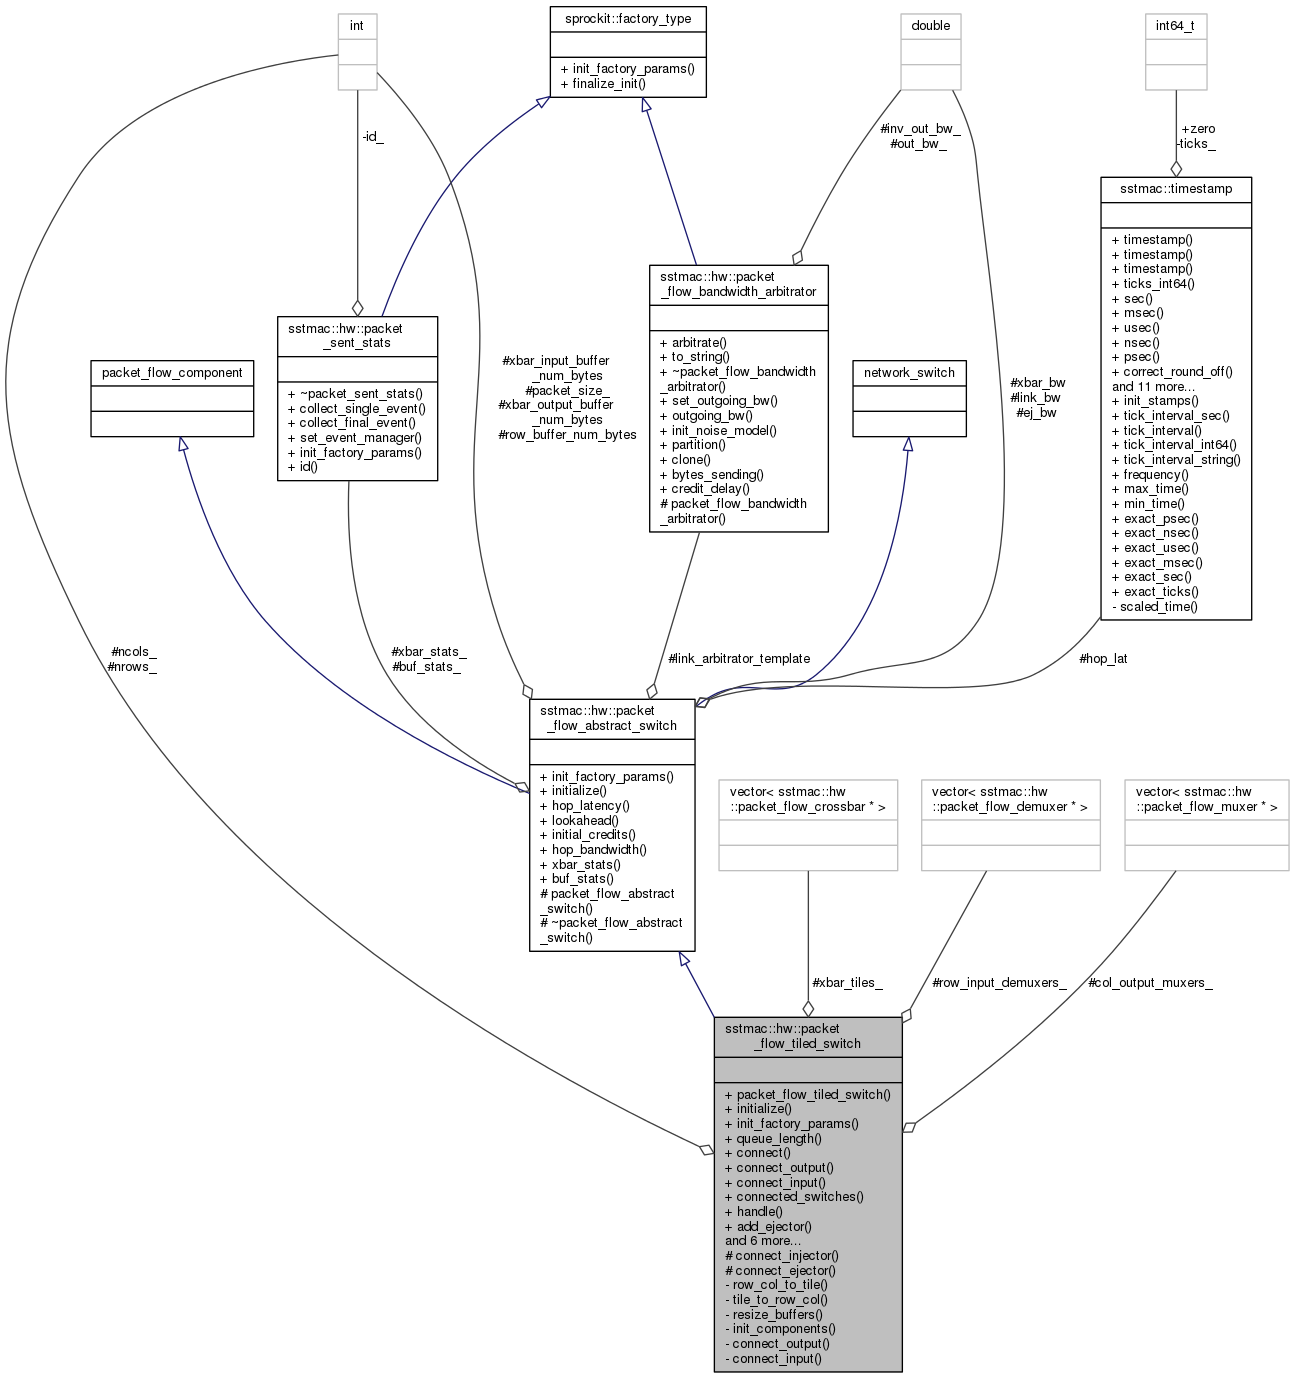 int
sprockit::factory_type
+ init_factory_params()
+ finalize_init()
double
int64_t
-id_
#inv_out_bw_
#out_bw_
+zero
-ticks_
sstmac::timestamp
+ timestamp()
+ timestamp()
+ timestamp()
+ ticks_int64()
+ sec()
+ msec()
+ usec()
+ nsec()
+ psec()
+ correct_round_off()
and 11 more...
+ init_stamps()
+ tick_interval_sec()
+ tick_interval()
+ tick_interval_int64()
+ tick_interval_string()
+ frequency()
+ max_time()
+ min_time()
+ exact_psec()
+ exact_nsec()
+ exact_usec()
+ exact_msec()
+ exact_sec()
+ exact_ticks()
- scaled_time()
sstmac::hw::packet
_flow_bandwidth_arbitrator
+ arbitrate()
+ to_string()
+ ~packet_flow_bandwidth
_arbitrator()
+ set_outgoing_bw()
+ outgoing_bw()
+ init_noise_model()
+ partition()
+ clone()
+ bytes_sending()
+ credit_delay()
# packet_flow_bandwidth
_arbitrator()
sstmac::hw::packet
_sent_stats
+ ~packet_sent_stats()
+ collect_single_event()
+ collect_final_event()
+ set_event_manager()
+ init_factory_params()
+ id()
packet_flow_component
network_switch
#xbar_input_buffer
_num_bytes
#packet_size_
#xbar_output_buffer
_num_bytes
#row_buffer_num_bytes
#xbar_bw
#link_bw
#ej_bw
#ncols_
#nrows_
#xbar_stats_
#buf_stats_
#link_arbitrator_template
#hop_lat
sstmac::hw::packet
_flow_abstract_switch
+ init_factory_params()
+ initialize()
+ hop_latency()
+ lookahead()
+ initial_credits()
+ hop_bandwidth()
+ xbar_stats()
+ buf_stats()
# packet_flow_abstract
_switch()
# ~packet_flow_abstract
_switch()
vector< sstmac::hw
::packet_flow_crossbar * >
vector< sstmac::hw
::packet_flow_demuxer * >
vector< sstmac::hw
::packet_flow_muxer * >
#xbar_tiles_
#row_input_demuxers_
#col_output_muxers_
sstmac::hw::packet
_flow_tiled_switch
+ packet_flow_tiled_switch()
+ initialize()
+ init_factory_params()
+ queue_length()
+ connect()
+ connect_output()
+ connect_input()
+ connected_switches()
+ handle()
+ add_ejector()
and 6 more...
# connect_injector()
# connect_ejector()
- row_col_to_tile()
- tile_to_row_col()
- resize_buffers()
- init_components()
- connect_output()
- connect_input()